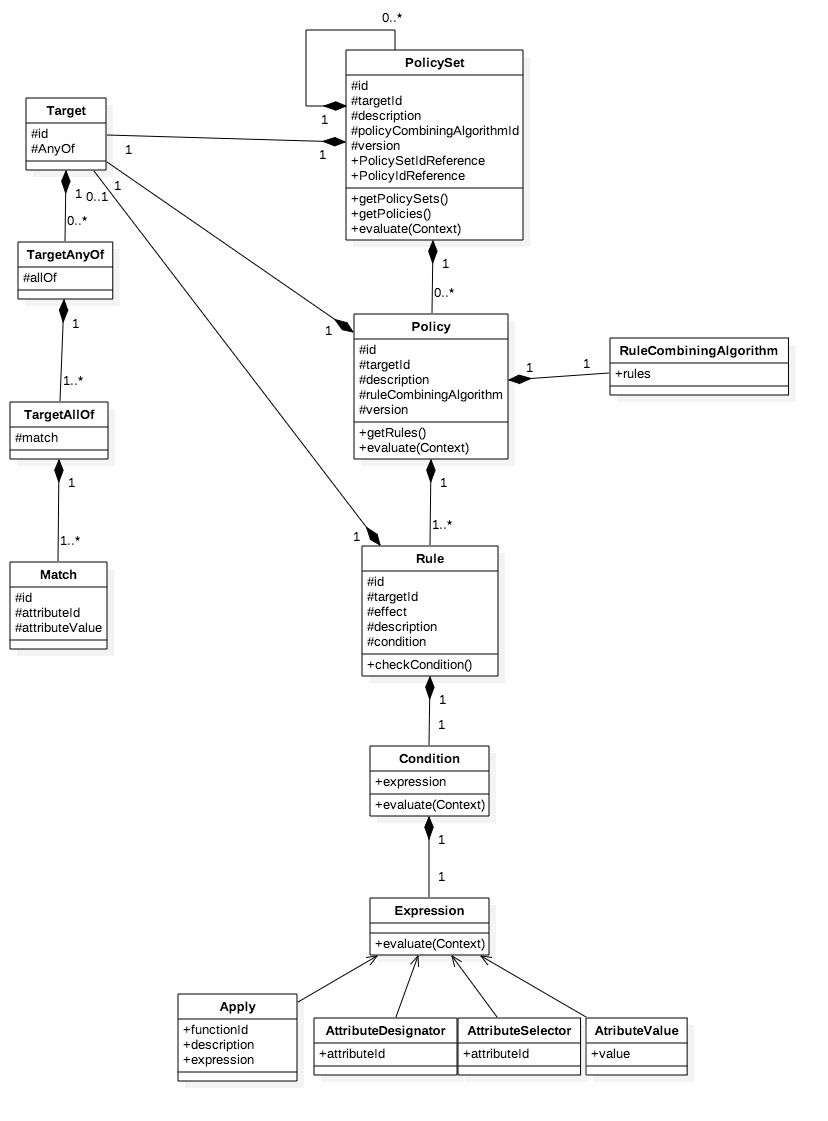 0..*
PolicySet
#id
#targetId
#description
#policyCombiningAlgorithmId
#version
+PolicySetIdReference
+PolicyIdReference
+getPolicySets()
+getPolicies()
+evaluate(Context)
1
1
1
Target
#id
#AnyOf
1
0..1
1
0..*
TargetAnyOf
#allOf
1
1..*
TargetAllOf
#match
1
1..*
Match
#id
#attributeId
#attributeValue
1
0..*
1
Policy
#id
#targetId
#description
#ruleCombiningAlgorithm
#version
+getRules()
+evaluate(Context)
1
1
RuleCombiningAlgorithm
+rules
1
1..*
1
Rule
#id
#targetId
#effect
#description
#condition
+checkCondition()
1
1
Condition
+expression
+evaluate(Context)
1
1
Expression
+evaluate(Context)
Apply
+functionId
+description
+expression
AttributeDesignator
+attributeId
AttributeSelector
+attributeId
AtributeValue
+value